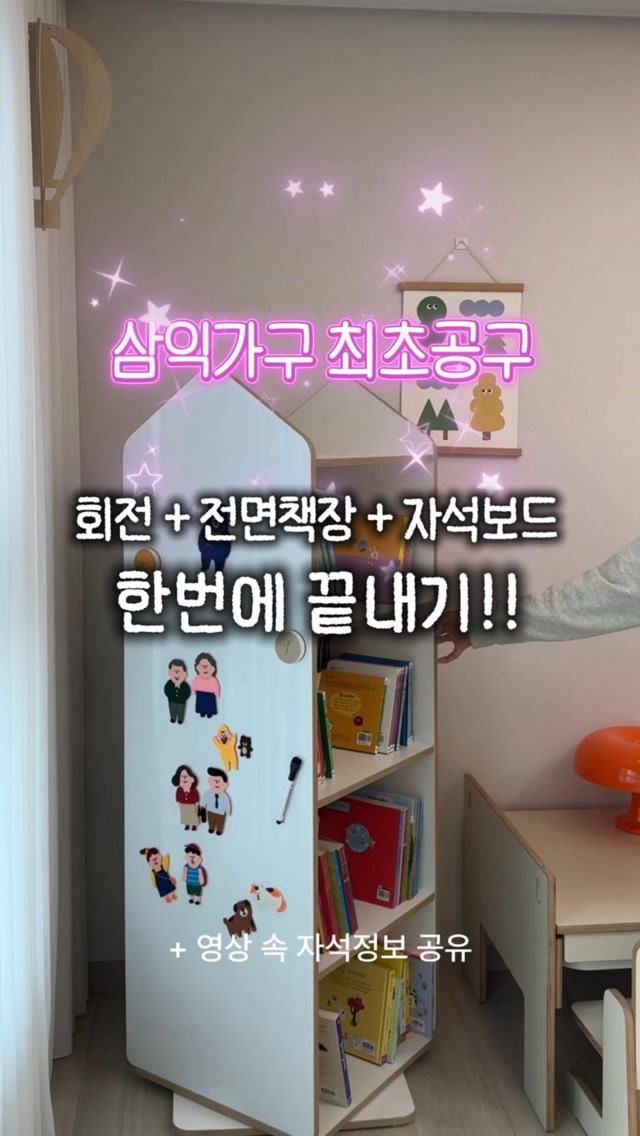 삼익가구 최초공구
회전 + 전면책장 + 자석보드
한번에 끝내기!!
+ 영상 속 자석정보 공유